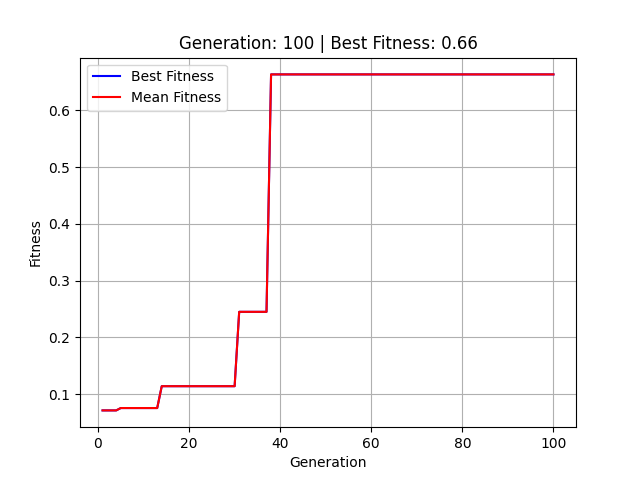 Generation: 100 | Best Fitness: 0.66
Best Fitness
Mean Fitness
0.6
0.5
0.4
0.3
0.2
0.1
Fitness
0 20 40 60 80 100
Generation